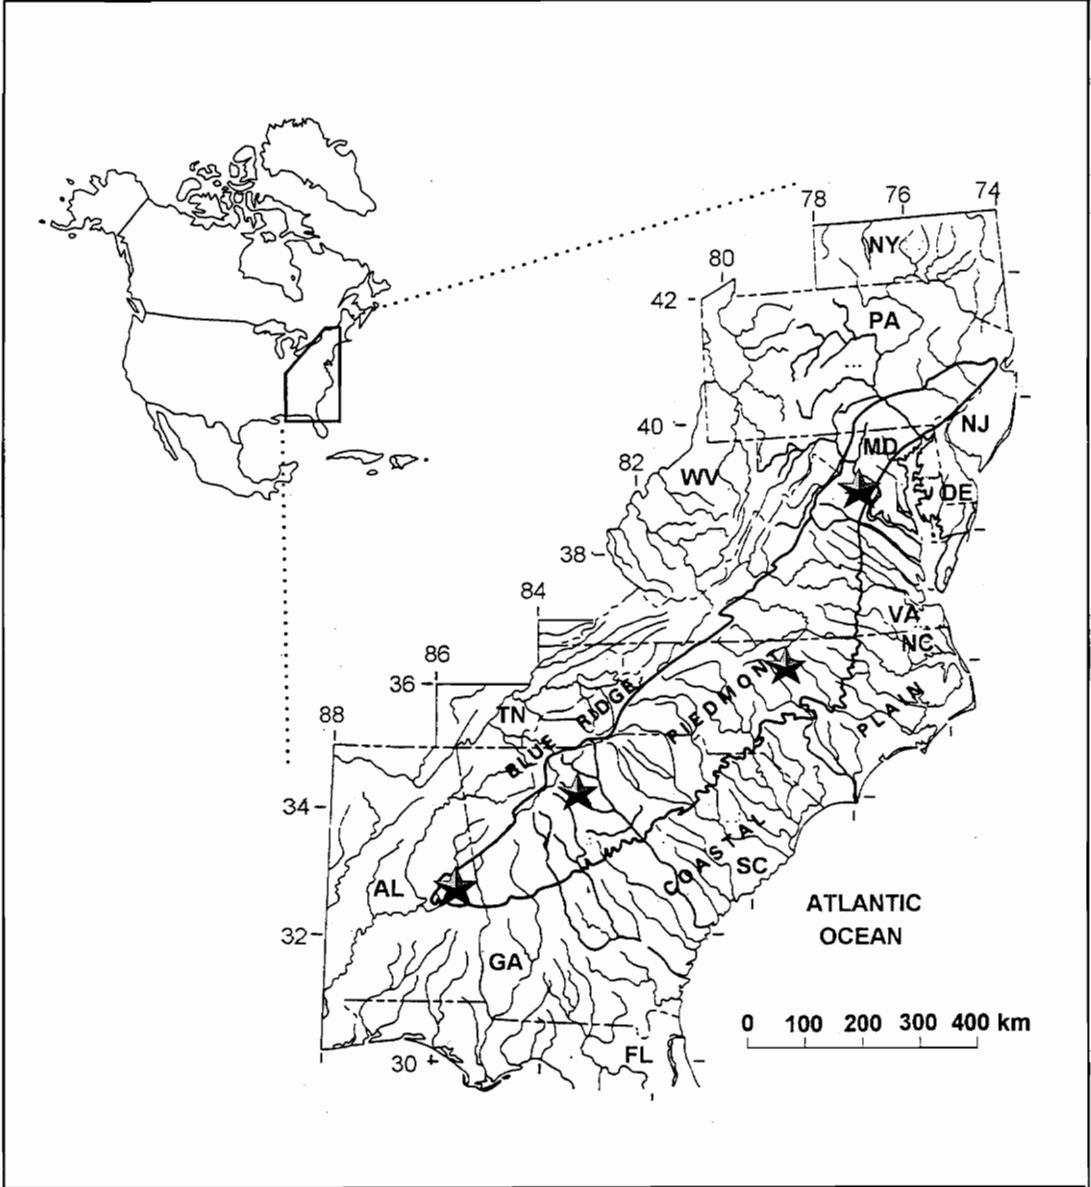 78 76 74
NY
80
42
PA
40
NJ
MD
82
WV
DE
38
84
VA
NC
86
36
PIEDMONT
TN
BLUE RIDGE
PLAIN
88
34
COASTAL
SC
AL
ATLANTIC
OCEAN
32
GA
0 100 200 300 400 km
30
FL